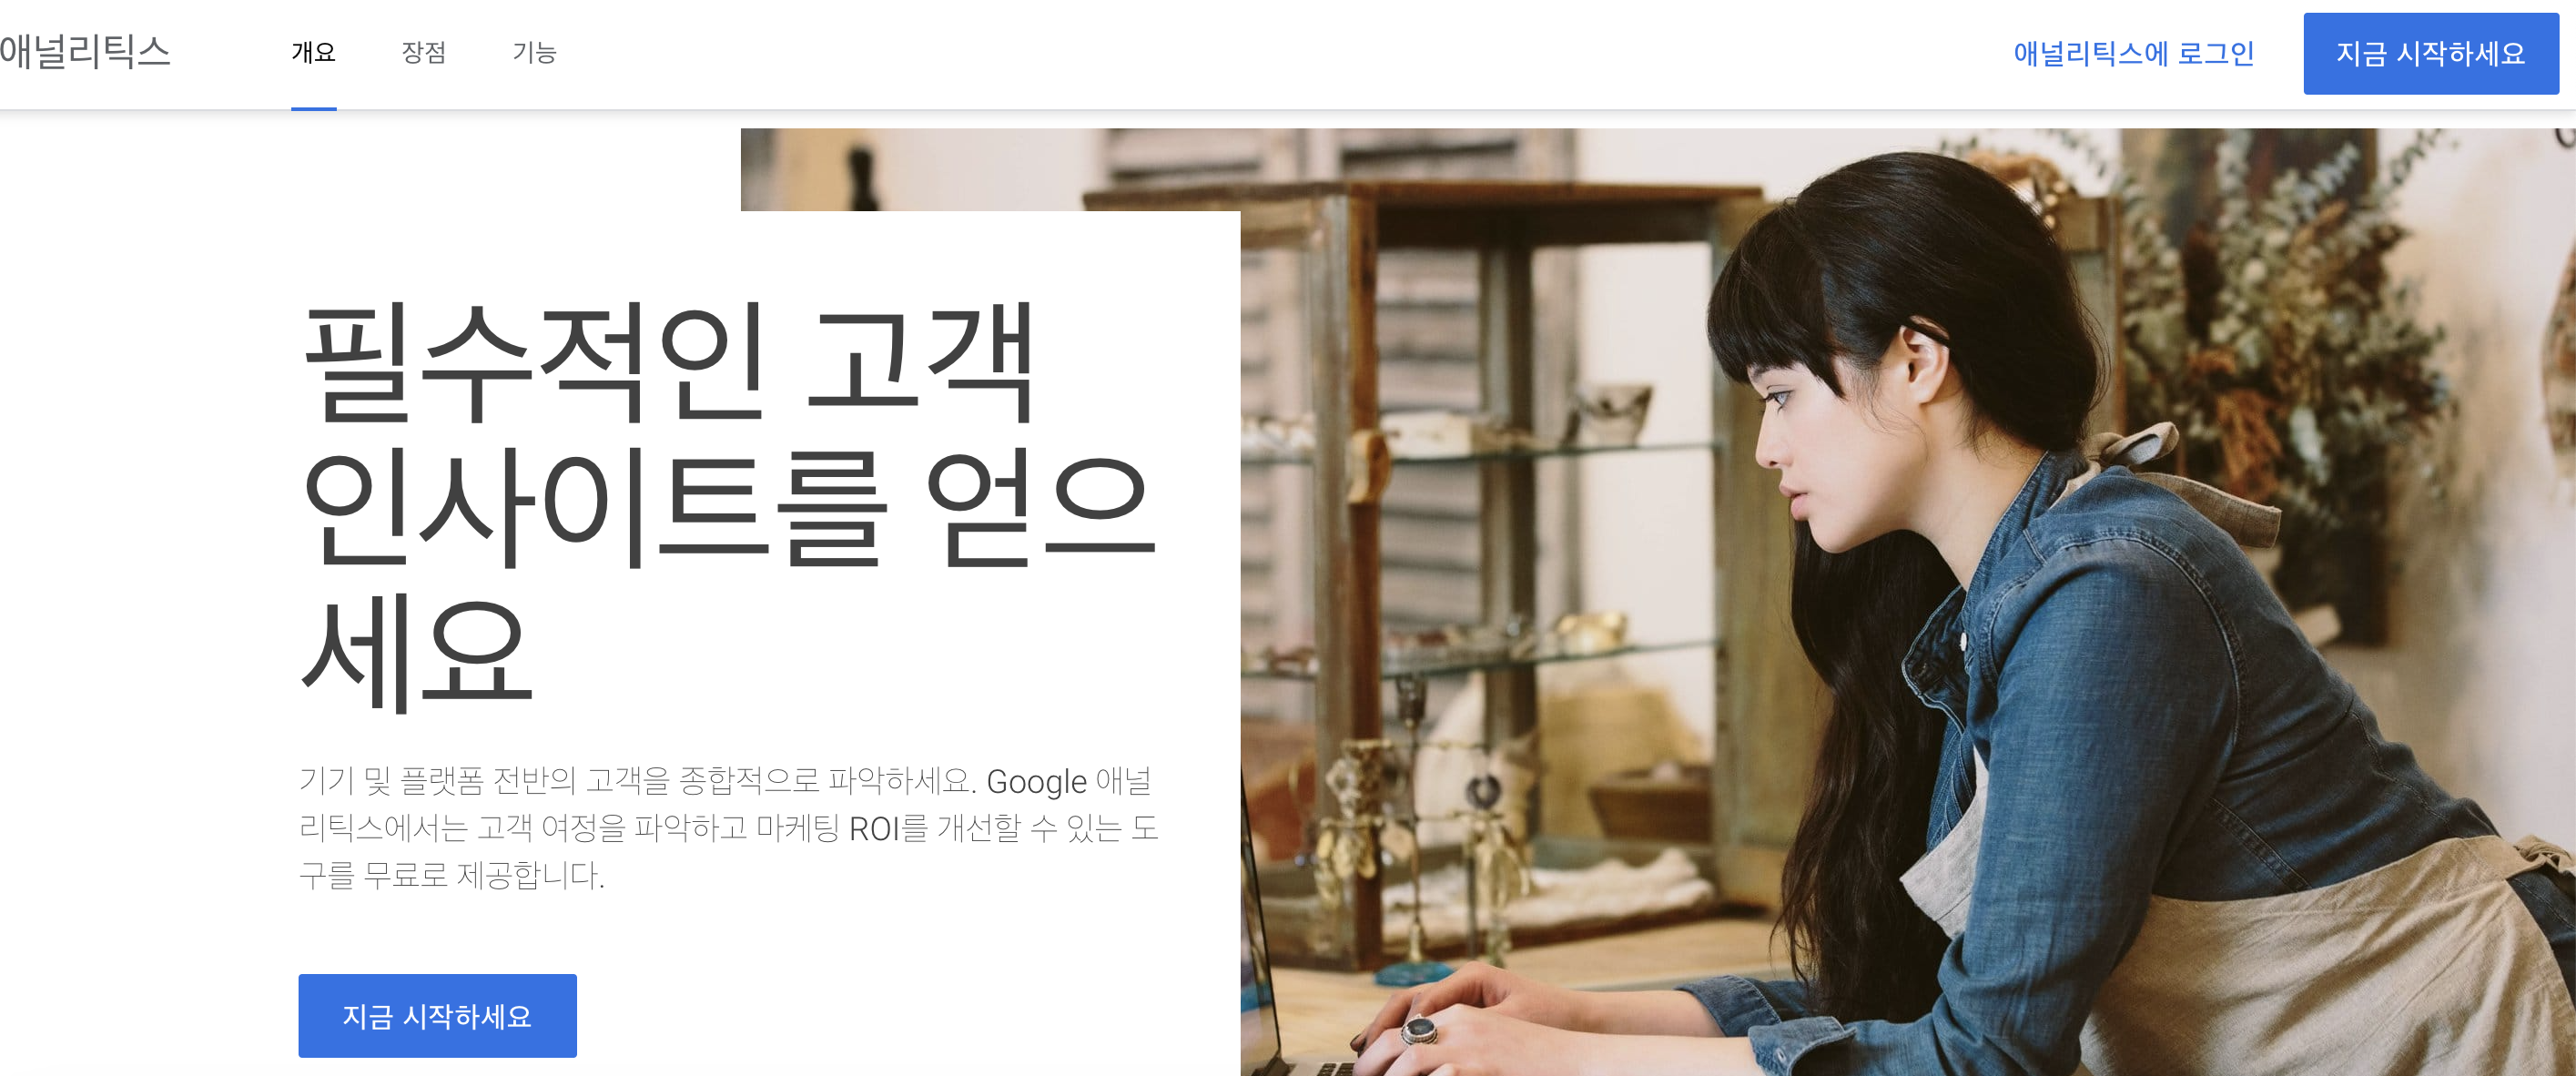 애널리틱스 개요 장점 기능 애널리틱스에 로그인 지금 시작하세요
필수적인 고객
인사이트를 얻으
세요
기기 및 플랫폼 전반의 고객을 종합적으로 파악하세요. Google 애널
리틱스에서는 고객 여정을 파악하고 마케팅 ROI를 개선할 수 있는 도
구를 무료로 제공합니다.
지금 시작하세요